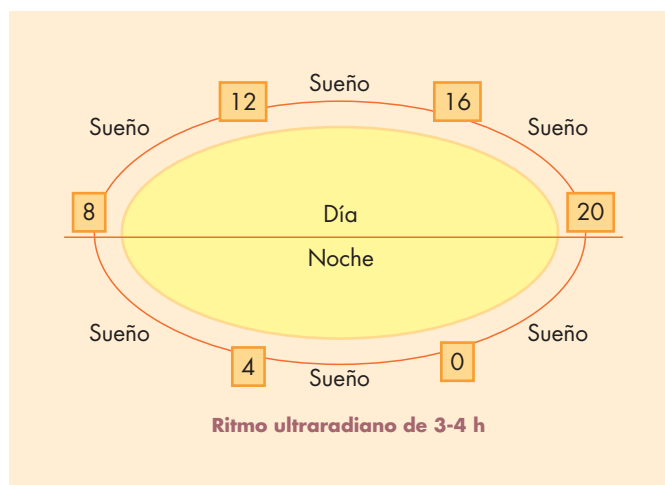 Sueño
12
16
Sueño
Sueño
8
20
Día
Noche
Sueño
Sueño
4
0
Sueño
Ritmo ultraradiano de 3-4 h